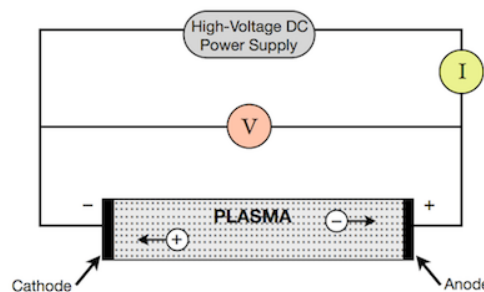 High-Voltage DC
Power Supply
I
V
− +
PLASMA
−
+
Cathode
Anode